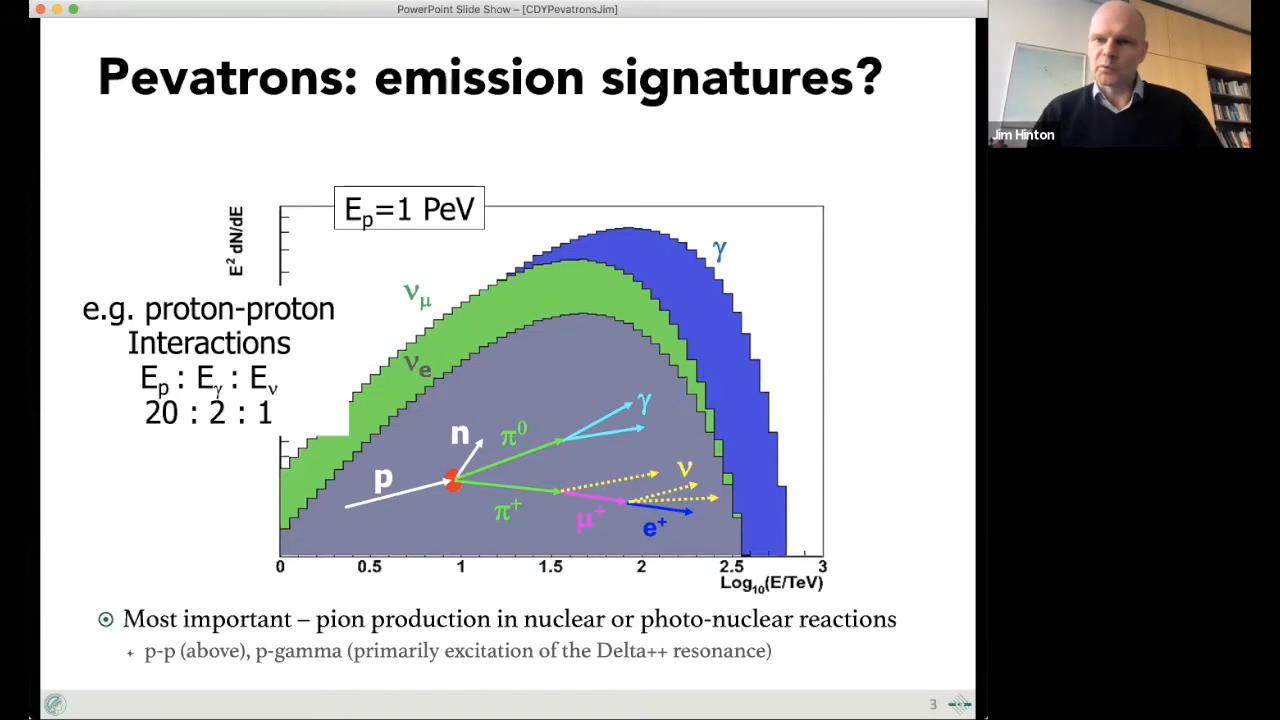 PowerPoint Slide Show – [CDYPevatronsJim]
Pevatrons: emission signatures?
Jim Hinton
E² dN/dE
Eₚ=1 PeV
γ
νμ
νe
e.g. proton-proton
Interactions
Eₚ : Eγ : Eν
20 : 2 : 1
γ
n
π⁰
p
ν
π⁺
μ⁺
e⁺
0 0.5 1 1.5 2 2.5 3
Log₁₀(E/TeV)
Most important – pion production in nuclear or photo-nuclear reactions
p-p (above), p-gamma (primarily excitation of the Delta++ resonance)
3